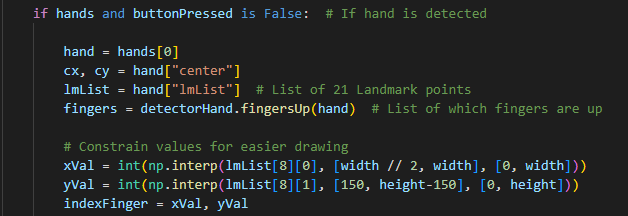 if hands and buttonPressed is False:  # If hand is detected
hand = hands[0]
cx, cy = hand["center"]
lmList = hand["lmList"]  # List of 21 Landmark points
fingers = detectorHand.fingersUp(hand)  # List of which fingers are up
# Constrain values for easier drawing
xVal = int(np.interp(lmList[8][0], [width // 2, width], [0, width]))
yVal = int(np.interp(lmList[8][1], [150, height-150], [0, height]))
indexFinger = xVal, yVal